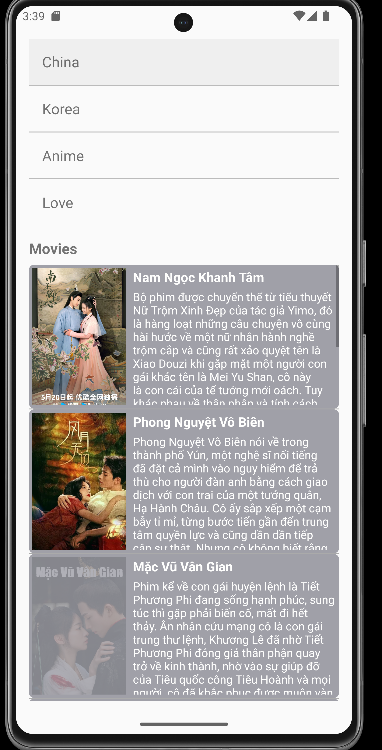 3:39
China
Korea
Anime
Love
Movies
Nam Ngọc Khanh Tâm
Bộ phim được chuyển thể từ tiểu thuyết
Nữ Trộm Xinh Đẹp của tác giả Yimo, đó
là hàng loạt những câu chuyện vô cùng
hài hước về một nữ nhân hành nghề
trộm cắp và cũng rất xảo quyệt tên là
Xiao Douzi khi gặp mặt một người con
gái khác tên là Mei Yu Shan, cô này
là con cái của tể tướng mới oách. Tuy
khác nhau về thân phận và tính cách
5月20日起
Phong Nguyệt Vô Biên
Phong Nguyệt Vô Biên nói về trong
thành phố Yún, một nghệ sĩ nổi tiếng
đã đặt cả mình vào nguy hiểm để trả
thù cho người đàn anh bằng cách giao
dịch với con trai của một tướng quân,
Hạ Hành Châu. Cô ấy sắp xếp một cạm
bẫy tỉ mỉ, từng bước tiến gần đến trung
tâm quyền lực và cũng dần dần tiếp
cận sự thật. Nhưng cô không biết rằng
Mặc Vũ Vân Gian
Mặc Vũ Vân Gian
Phim kể về con gái huyện lệnh là Tiết
Phương Phi đang sống hạnh phúc, sung
túc thì gặp phải biến cố, mất đi hết
thảy. Ân nhân cứu mạng cô là con gái
trung thư lệnh, Khương Lê đã nhờ Tiết
Phương Phi đóng giả thân phận quay
trở về kinh thành, nhờ vào sự giúp đỡ
của Tiêu quốc công Tiêu Hoành và mọi
người, cô đã khắc phục được muôn vàn